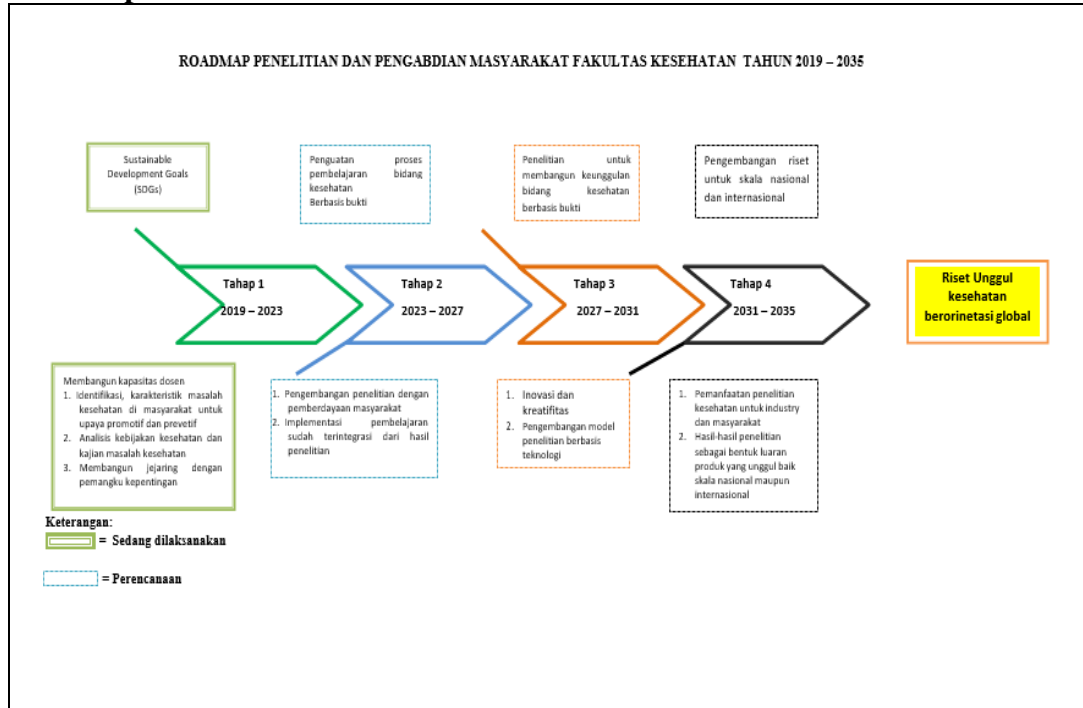 ROADMAP PENELITIAN DAN PENGABDIAN MASYARAKAT FAKULTAS KESEHATAN TAHUN 2019 – 2035
Sustainable
Development Goals
(SDGs)
Penguatan proses
pembelajaran bidang
kesehatan
Berbasis bukti
Penelitian untuk
membangun keunggulan
bidang kesehatan
berbasis bukti
Pengembangan riset
untuk skala nasional
dan internasional
Tahap 1
2019 – 2023
Tahap 2
2023 – 2027
Tahap 3
2027 – 2031
Tahap 4
2031 – 2035
Riset Unggul
kesehatan
berorinetasi global
Membangun kapasitas dosen
1. Identifikasi, karakteristik masalah
kesehatan di masyarakat untuk
upaya promotif dan prevetif
2. Analisis kebijakan kesehatan dan
kajian masalah kesehatan
3. Membangun jejaring dengan
pemangku kepentingan
1. Pengembangan penelitian dengan
pemberdayaan masyarakat
2. Implementasi pembelajaran
sudah terintegrasi dari hasil
penelitian
1. Inovasi dan
kreatifitas
2. Pengembangan model
penelitian berbasis
teknologi
1. Pemanfaatan penelitian
kesehatan untuk industry
dan masyarakat
2. Hasil-hasil penelitian
sebagai bentuk luaran
produk yang unggul baik
skala nasional maupun
internasional
Keterangan:
= Sedang dilaksanakan
= Perencanaan